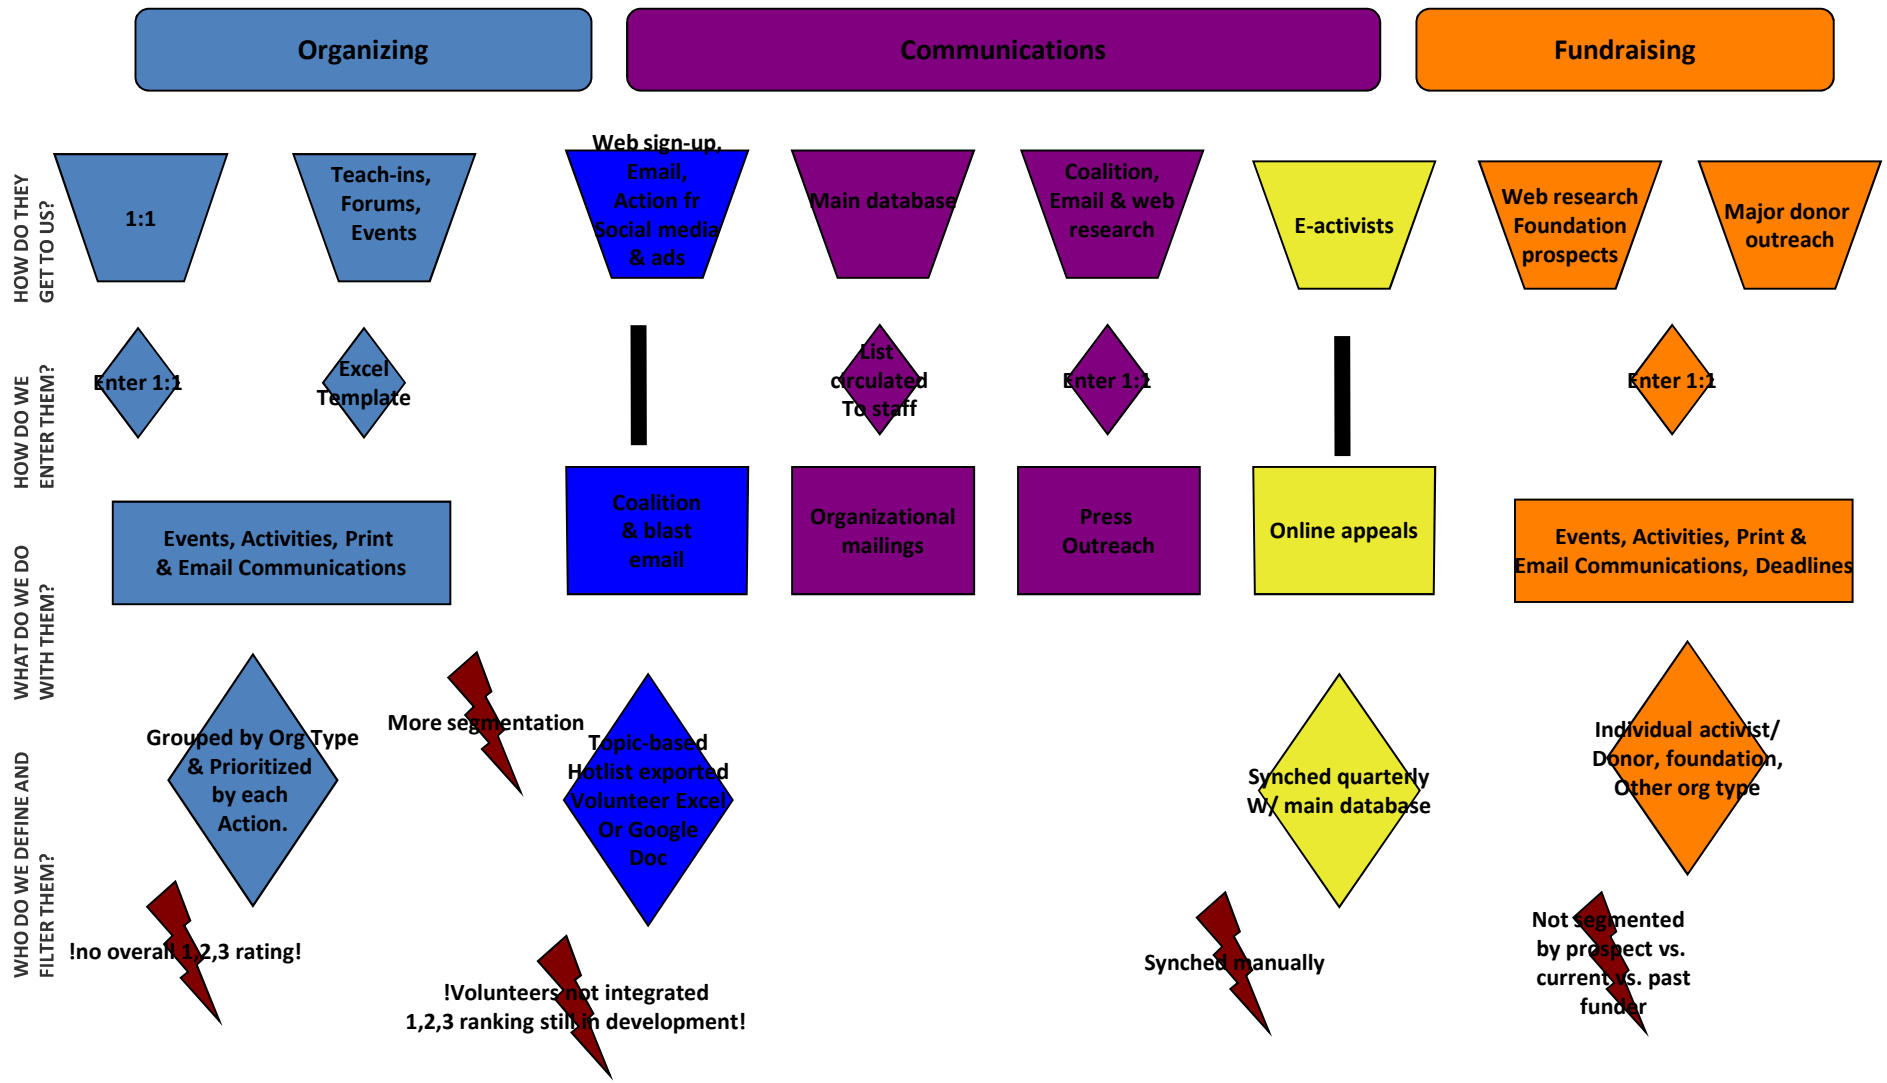 Organizing
Communications
Fundraising
HOW DO THEY
GET TO US?
1:1
Teach-ins,
Forums,
Events
Web sign-up,
Email,
Action fr
Social media
& ads
Main database
Coalition,
Email & web
research
E-activists
Web research
Foundation
prospects
Major donor
outreach
HOW DO WE
ENTER THEM?
Enter 1:1
Excel
Template
List
circulated
To staff
Enter 1:1
Enter 1:1
WHAT DO WE DO
WITH THEM?
Events, Activities, Print
& Email Communications
Coalition
& blast
email
Organizational
mailings
Press
Outreach
Online appeals
Events, Activities, Print &
Email Communications, Deadlines
WHO DO WE DEFINE AND
FILTER THEM?
Grouped by Org Type
& Prioritized
by each
Action.
More segmentation
Topic-based
Hotlist exported
Volunteer Excel
Or Google
Doc
Synched quarterly
W/ main database
Individual activist/
Donor, foundation,
Other org type
!no overall 1,2,3 rating!
!Volunteers not integrated
1,2,3 ranking still in development!
Synched manually
Not segmented
by prospect vs.
current vs. past
funder